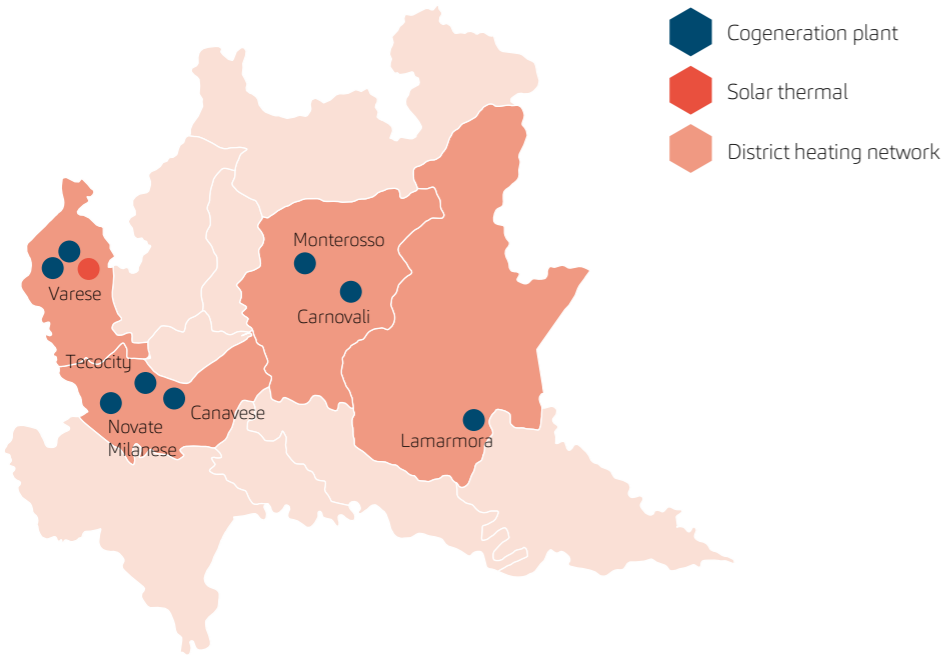 Cogeneration plant
Solar thermal
District heating network
Monterosso
Carnovali
Varese
Tecocity
Canavese
Novate
Milanese
Lamarmora